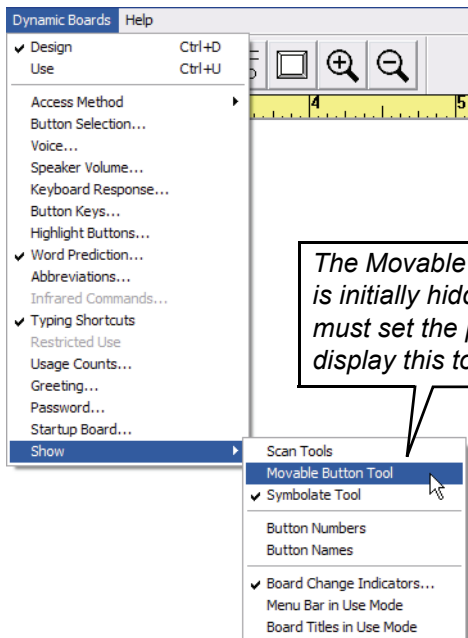 Dynamic Boards Help
Design Ctrl+D
Use Ctrl+U
Access Method
Button Selection...
Voice...
Speaker Volume...
Keyboard Response...
Button Keys...
Highlight Buttons...
Word Prediction...
Abbreviations...
Infrared Commands...
Typing Shortcuts
Restricted Use
Usage Counts...
Greeting...
Password...
Startup Board...
Show
4 5
The Movable
is initially
must set the
display this
Scan Tools
Movable Button Tool
Symbolate Tool
Button Numbers
Button Names
Board Change Indicators...
Menu Bar in Use Mode
Board Titles in Use Mode